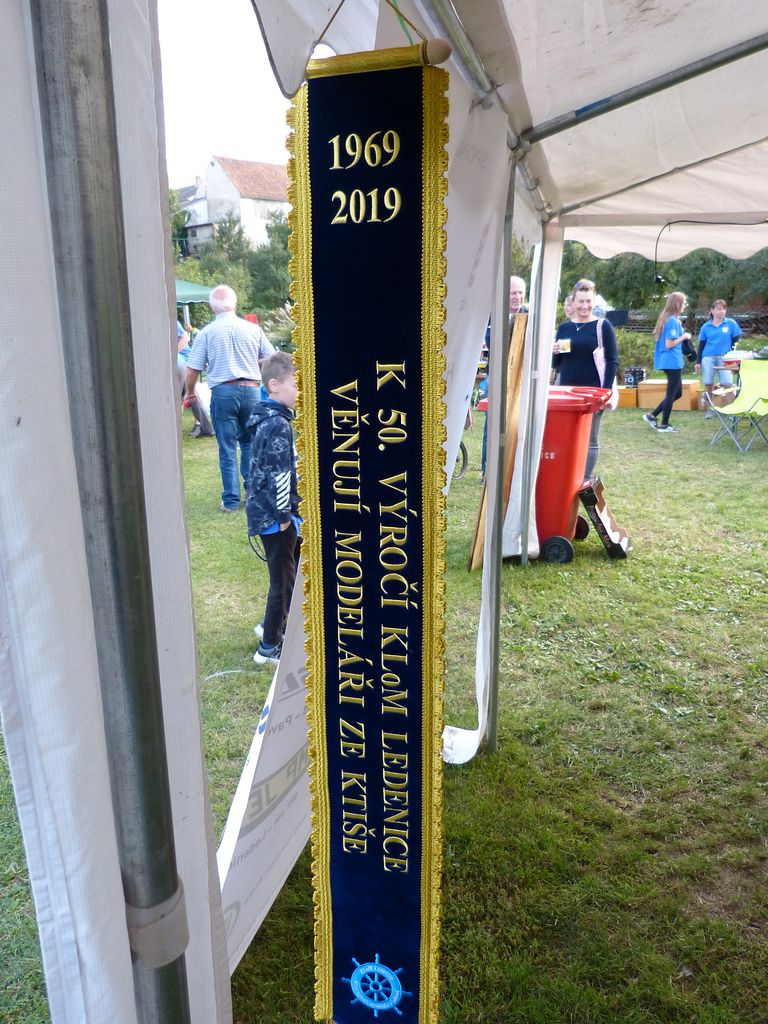 1969
2019
K 50. VÝROČÍ KLoM LEDENICE
VĚNUJÍ MODELÁŘI ZE KTIŠE